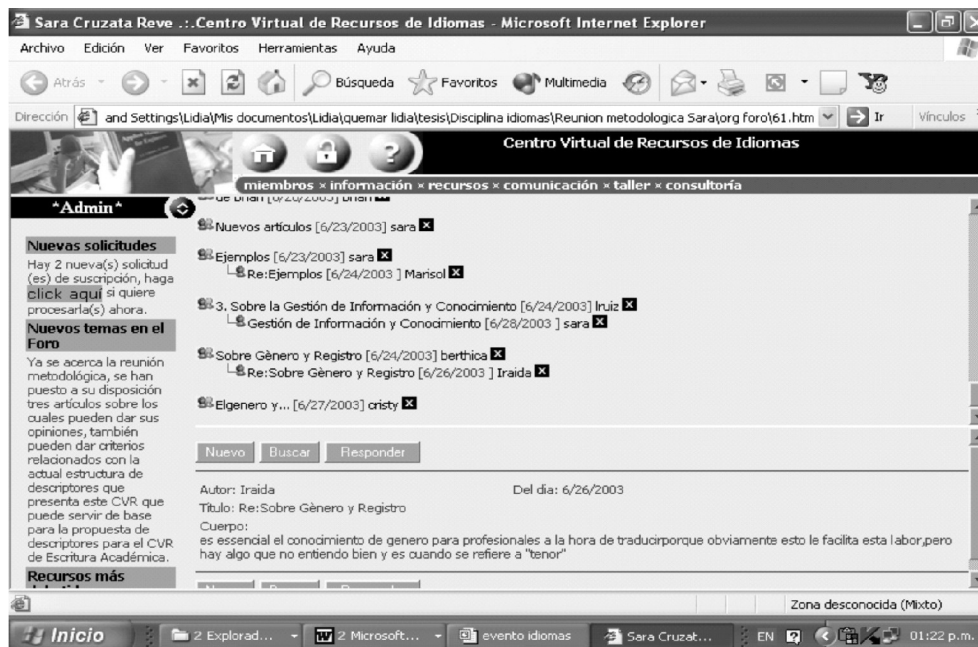 Sara Cruzata Reve .:.Centro Virtual de Recursos de Idiomas - Microsoft Internet Explorer
Archivo Edición Ver Favoritos Herramientas Ayuda
Atrás Búsqueda Favoritos Multimedia
Dirección and Settings\Lidia\Mis documentos\Lidia\quemar lidia\tesis\Disciplina idiomas\Reunion metodologica Sara\org foro\61.htm Ir Vínculos
Centro Virtual de Recursos de Idiomas
miembros × información × recursos × comunicación × taller × consultoría
*Admin*
Nuevas solicitudes
Hay 2 nueva(s) solicitud
(es) de suscripción, haga
click aquí si quiere
procesarla(s) ahora.
Nuevos temas en el
Foro
Ya se acerca la reunión
metodológica, se han
puesto a su disposición
tres artículos sobre los
cuales pueden dar sus
opiniones, también
pueden dar criterios
relacionados con la
actual estructura de
descriptores que
presenta este CVR que
puede servir de base
para la propuesta de
descriptores para el CVR
de Escritura Académica.
Recursos más
Nuevos artículos [6/23/2003] sara
Ejemplos [6/23/2003] sara
Re:Ejemplos [6/24/2003 ] Marisol
3. Sobre la Gestión de Información y Conocimiento [6/24/2003] lruiz
Gestión de Información y Conocimiento [6/28/2003 ] sara
Sobre Gènero y Registro [6/24/2003] berthica
Re:Sobre Gènero y Registro [6/26/2003 ] Iraida
Elgenero y... [6/27/2003] cristy
Nuevo Buscar Responder
Autor: Iraida Del dia: 6/26/2003
Titulo: Re:Sobre Gènero y Registro
Cuerpo:
es essencial el conocimiento de genero para profesionales a la hora de traducirporque obviamente esto le facilita esta labor,pero
hay algo que no entiendo bien y es cuando se refiere a "tenor"
Zona desconocida (Mixto)
Inicio 2 Explorad... 2 Microsoft... evento idiomas Sara Cruzat... EN 01:22 p.m.